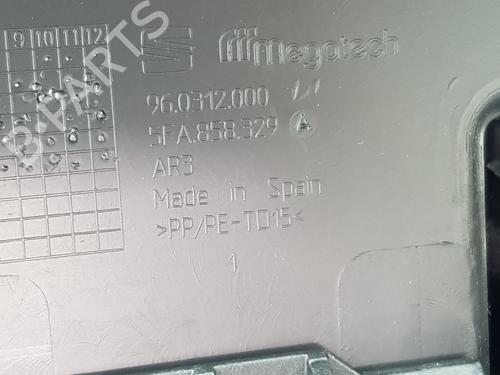 9 10 11 12
Megatech
96.0312.000
5FA.858.329 A
AR3
Made in Spain
>PP/PE-TD15<
1
B-PARTS